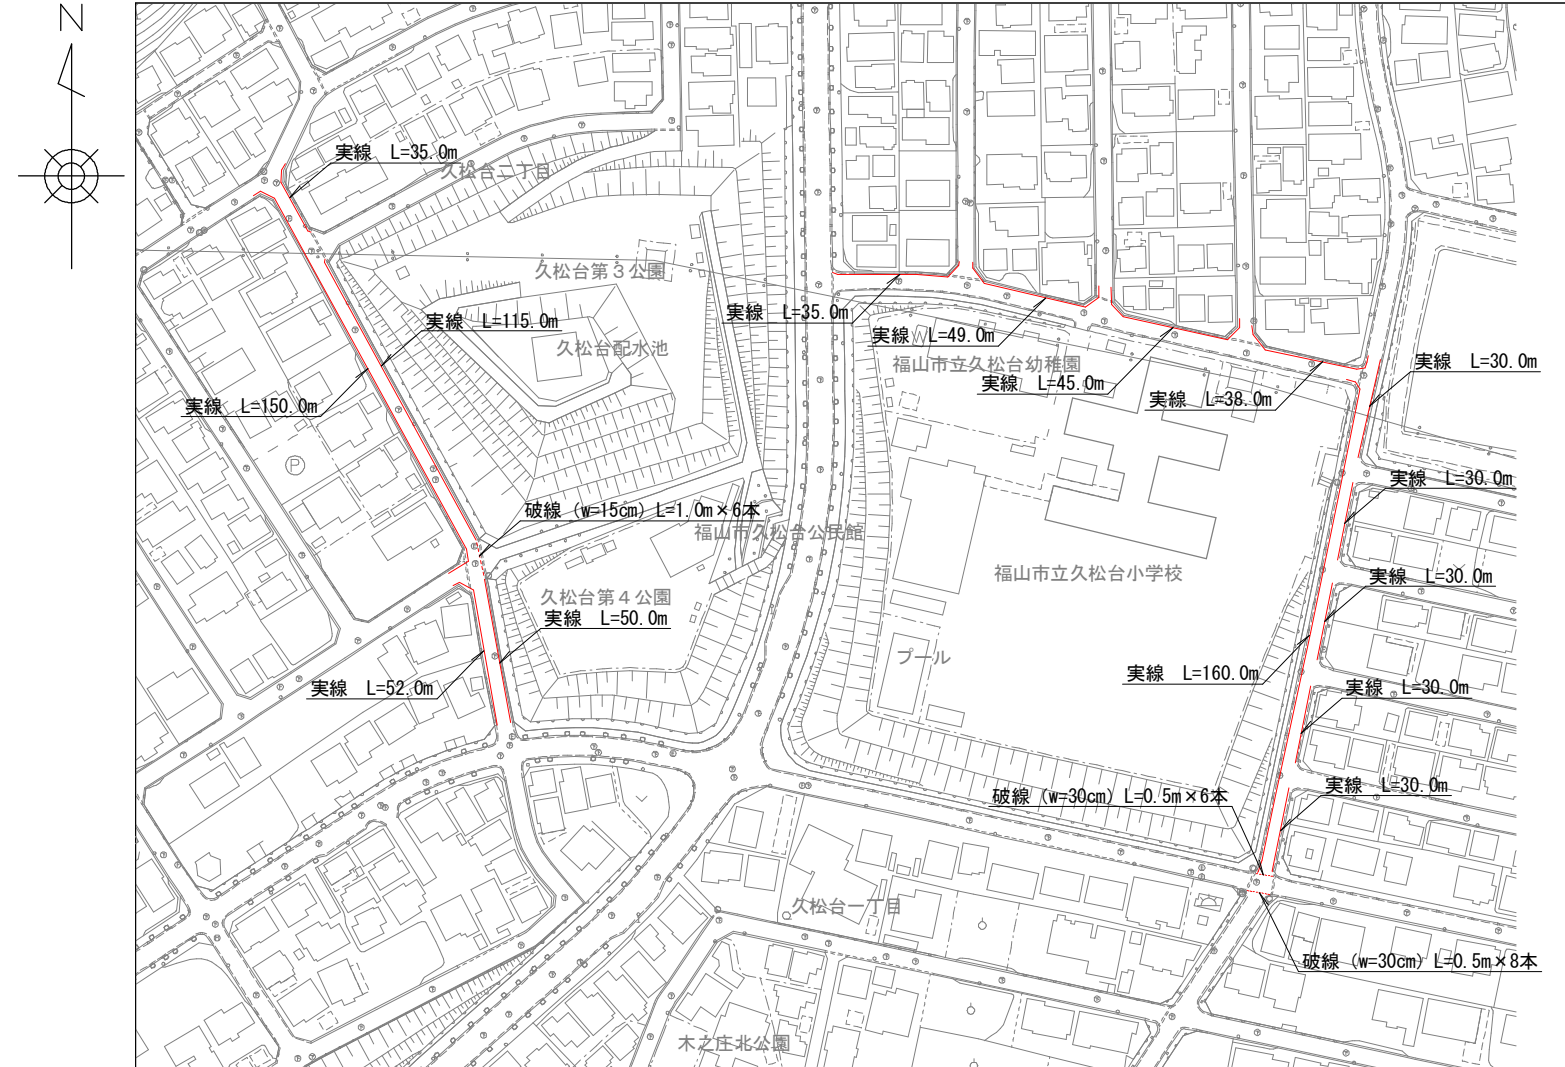 N
実線 L=35.0m
久松台二丁目
久松台第３公園
実線 L=115.0m
実線 L=35.0m
久松台配水池
実線 L=49.0m
福山市立久松台幼稚園
実線 L=45.0m
実線 L=38.0m
実線 L=30.0m
実線 L=150.0m
P
実線 L=30.0m
破線 (w=15cm) L=1.0m×6本
福山市久松台公民館
福山市立久松台小学校
実線 L=30.0m
久松台第４公園
実線 L=50.0m
プール
実線 L=160.0m
実線 L=52.0m
実線 L=30.0m
破線 (w=30cm) L=0.5m×6本
実線 L=30.0m
久松台一丁目
破線 (w=30cm) L=0.5m×8本
木之庄北公園